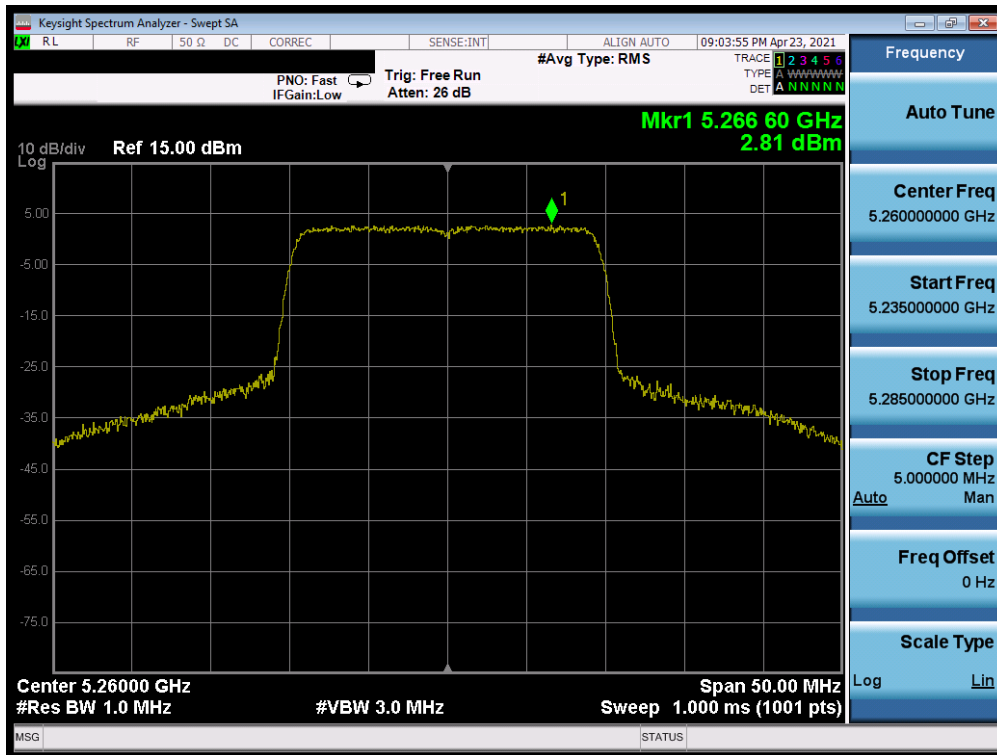 Keysight Spectrum Analyzer - Swept SA
LXI RL RF 50 Ω DC CORREC SENSE:INT ALIGN AUTO 09:03:55 PM Apr 23, 2021
Frequency
#Avg Type: RMS
TRACE 1 2 3 4 5 6
PNO: Fast Trig: Free Run
TYPE A WWWWW
IFGain:Low Atten: 26 dB
DET A N N N N N
Auto Tune
Mkr1 5.266 60 GHz
2.81 dBm
10 dB/div Ref 15.00 dBm
Log
1
5.00
-5.00
-15.0
-25.0
-35.0
-45.0
-55.0
-65.0
-75.0
Center Freq
5.260000000 GHz
Start Freq
5.235000000 GHz
Stop Freq
5.285000000 GHz
CF Step
5.000000 MHz
Auto Man
Freq Offset
0 Hz
Scale Type
Log Lin
Center 5.26000 GHz Span 50.00 MHz
#Res BW 1.0 MHz #VBW 3.0 MHz Sweep 1.000 ms (1001 pts)
MSG STATUS